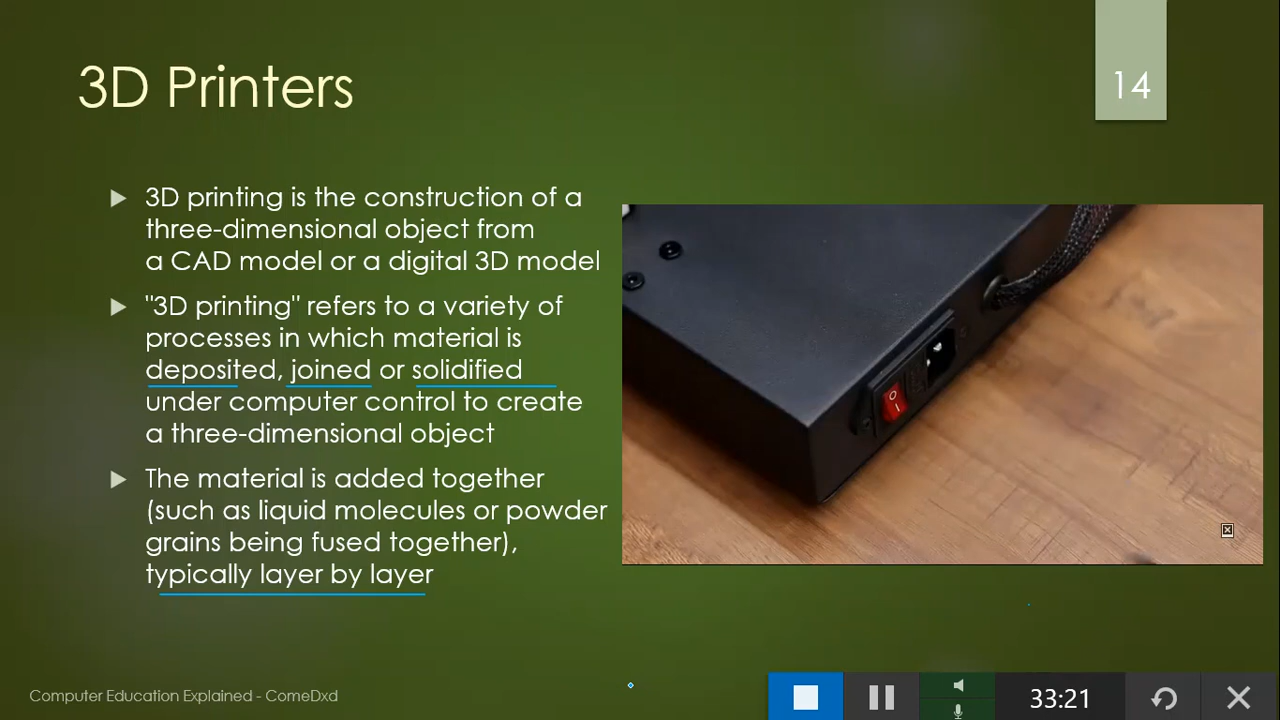 3D Printers
14
3D printing is the construction of a
three-dimensional object from
a CAD model or a digital 3D model
"3D printing" refers to a variety of
processes in which material is
deposited, joined or solidified
under computer control to create
a three-dimensional object
The material is added together
(such as liquid molecules or powder
grains being fused together),
typically layer by layer
Computer Education Explained - ComeDxd
33:21